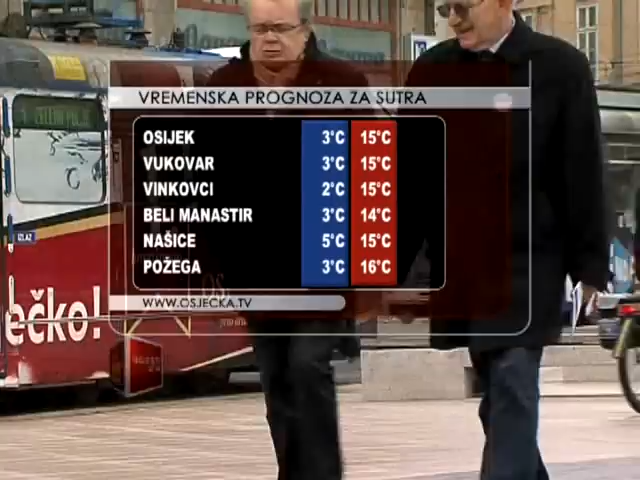 VREMENSKA PROGNOZA ZA SUTRA
OSIJEK 3°C 15°C
VUKOVAR 3°C 15°C
VINKOVCI 2°C 15°C
BELI MANASTIR 3°C 14°C
NAŠICE 5°C 15°C
POŽEGA 3°C 16°C
WWW.OSJECKA.TV
IZLAZ
ečko!